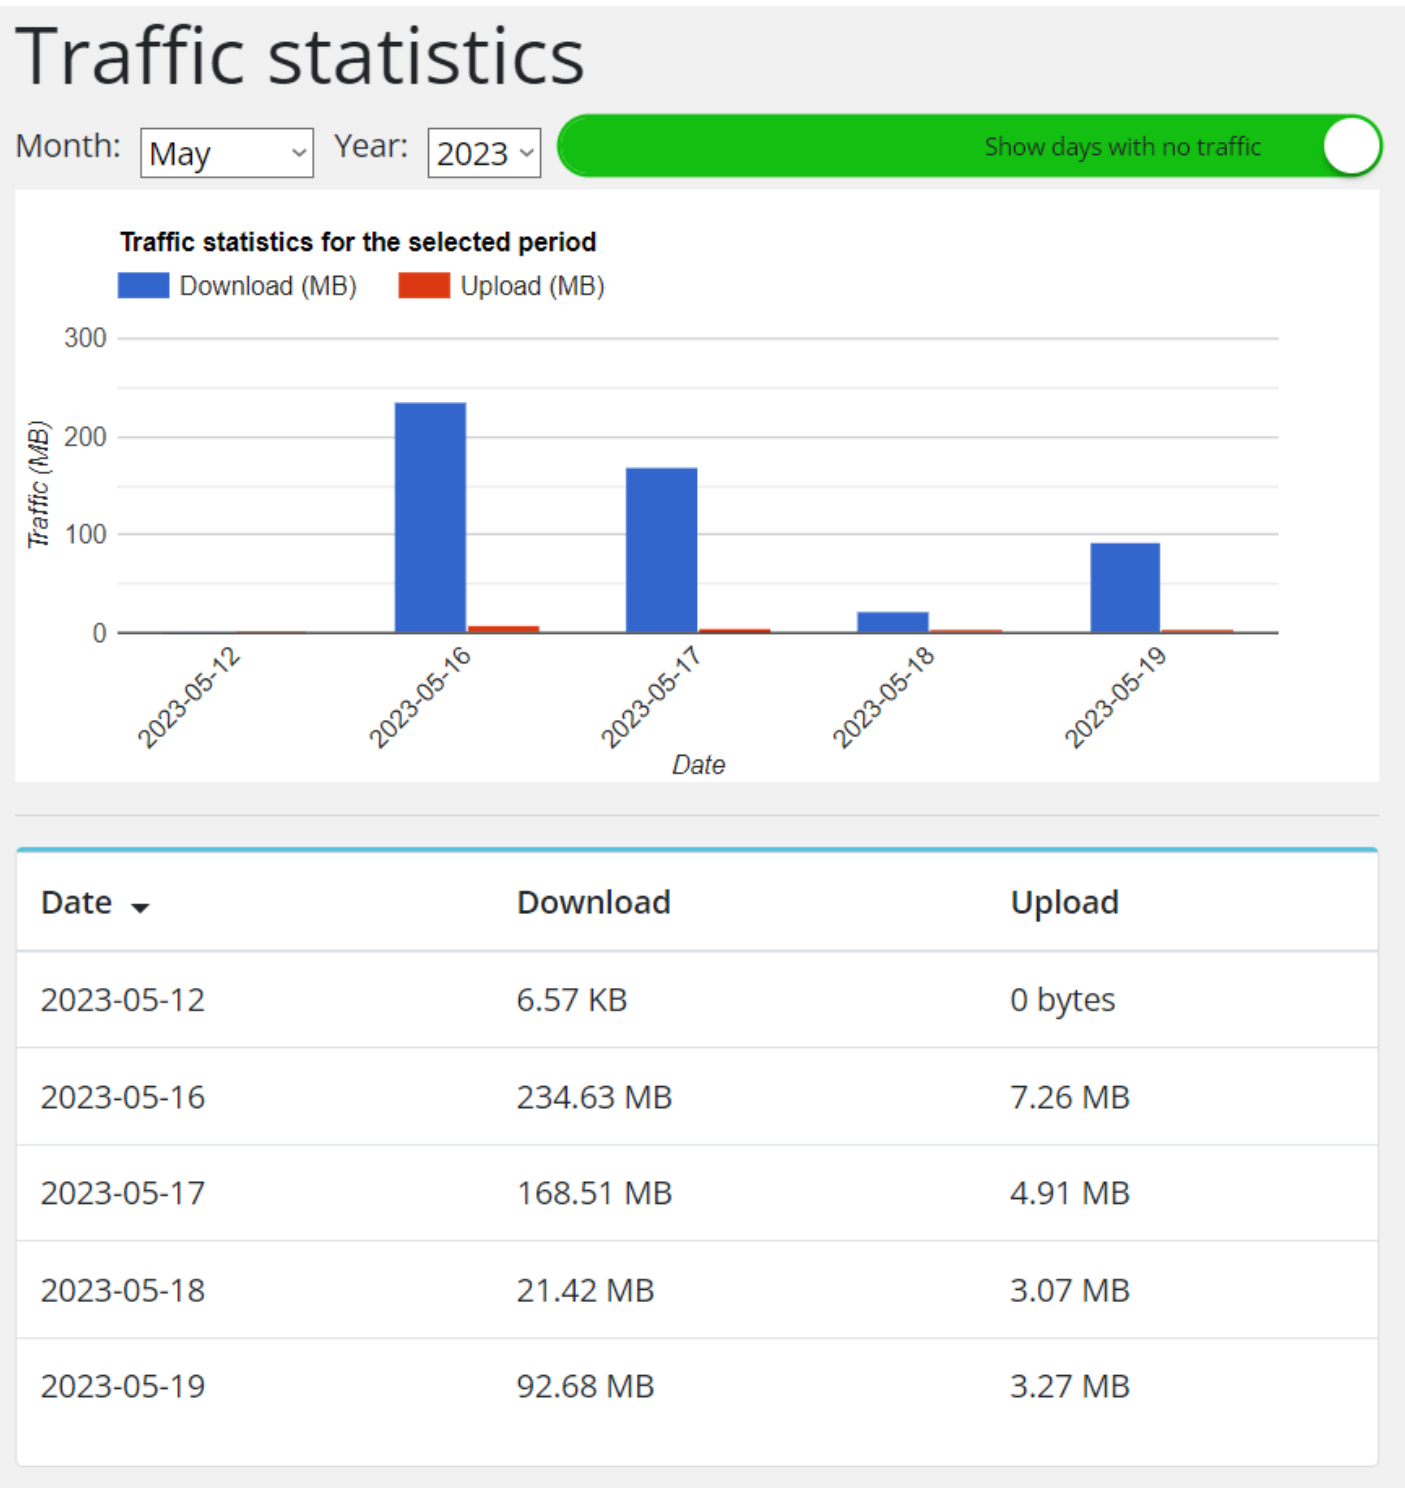 Traffic statistics
Month: May Year: 2023 Show days with no traffic
Traffic statistics for the selected period
Download (MB) Upload (MB)
300
200
100
0
Traffic (MB)
2023-05-12 2023-05-16 2023-05-17 2023-05-18 2023-05-19
Date
Date Download Upload
2023-05-12 6.57 KB 0 bytes
2023-05-16 234.63 MB 7.26 MB
2023-05-17 168.51 MB 4.91 MB
2023-05-18 21.42 MB 3.07 MB
2023-05-19 92.68 MB 3.27 MB